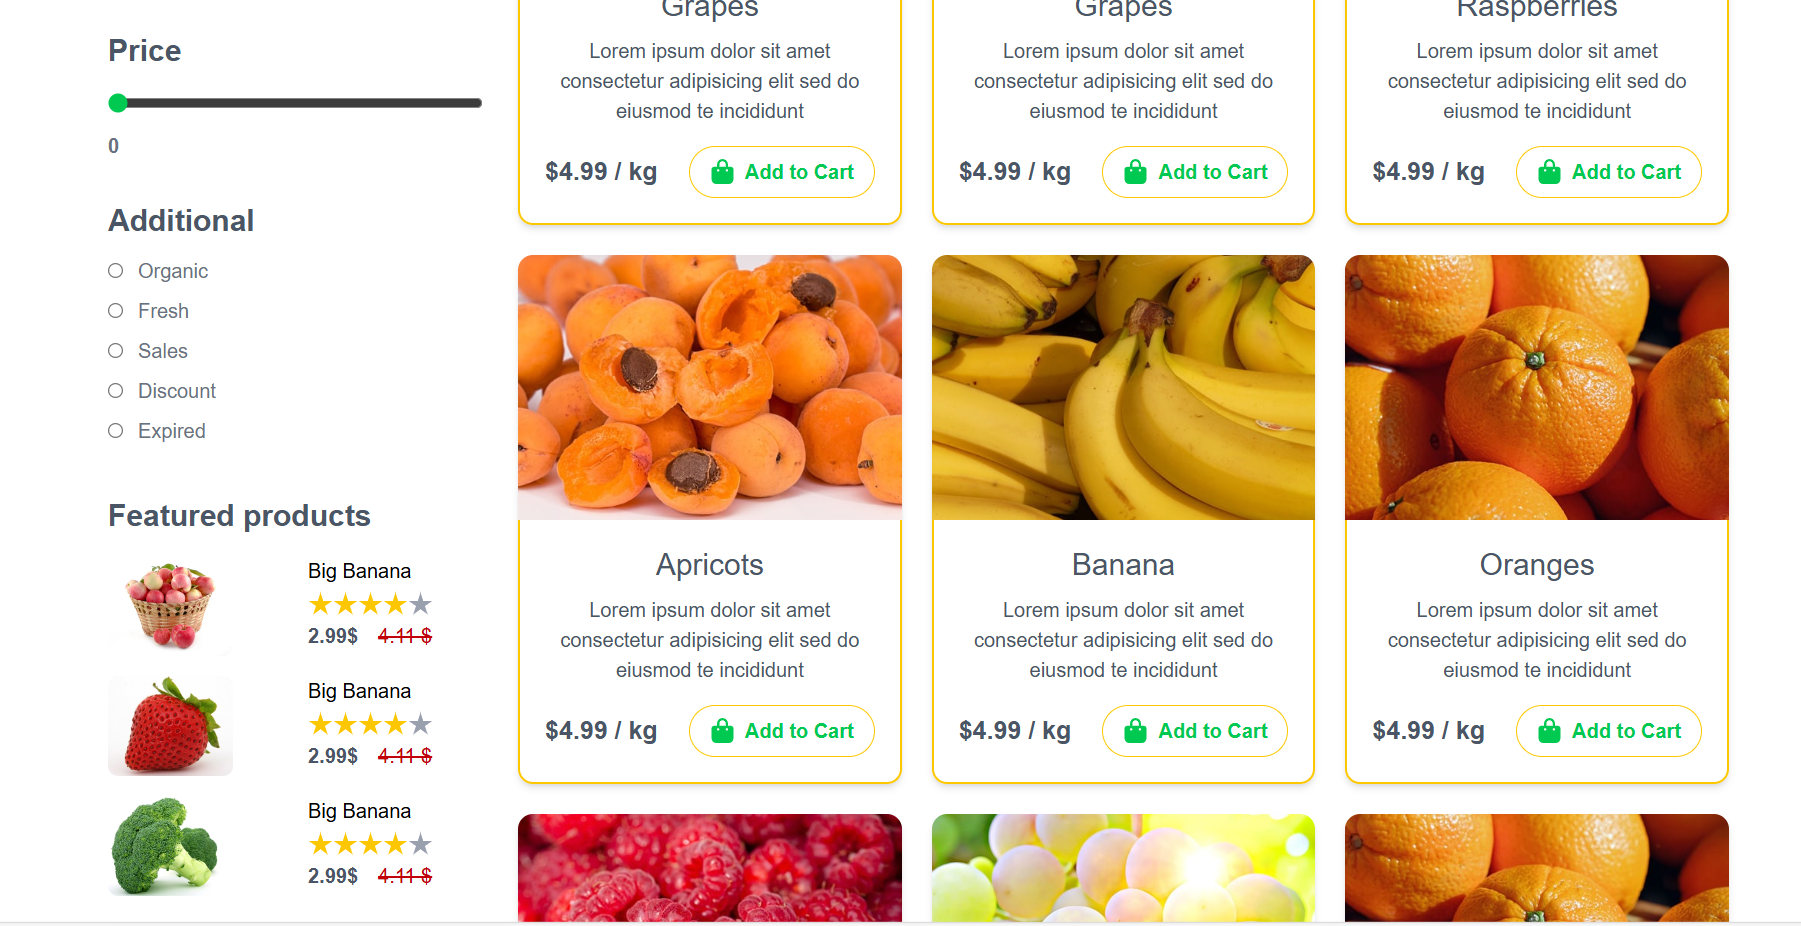 Price
0
Additional
Organic
Fresh
Sales
Discount
Expired
Featured products
Big Banana
2.99$ 4.11 $
Big Banana
2.99$ 4.11 $
Big Banana
2.99$ 4.11 $
Grapes
Lorem ipsum dolor sit amet
consectetur adipisicing elit sed do
eiusmod te incididunt
$4.99 / kg Add to Cart
Grapes
Lorem ipsum dolor sit amet
consectetur adipisicing elit sed do
eiusmod te incididunt
$4.99 / kg Add to Cart
Raspberries
Lorem ipsum dolor sit amet
consectetur adipisicing elit sed do
eiusmod te incididunt
$4.99 / kg Add to Cart
Apricots
Lorem ipsum dolor sit amet
consectetur adipisicing elit sed do
eiusmod te incididunt
$4.99 / kg Add to Cart
Banana
Lorem ipsum dolor sit amet
consectetur adipisicing elit sed do
eiusmod te incididunt
$4.99 / kg Add to Cart
Oranges
Lorem ipsum dolor sit amet
consectetur adipisicing elit sed do
eiusmod te incididunt
$4.99 / kg Add to Cart